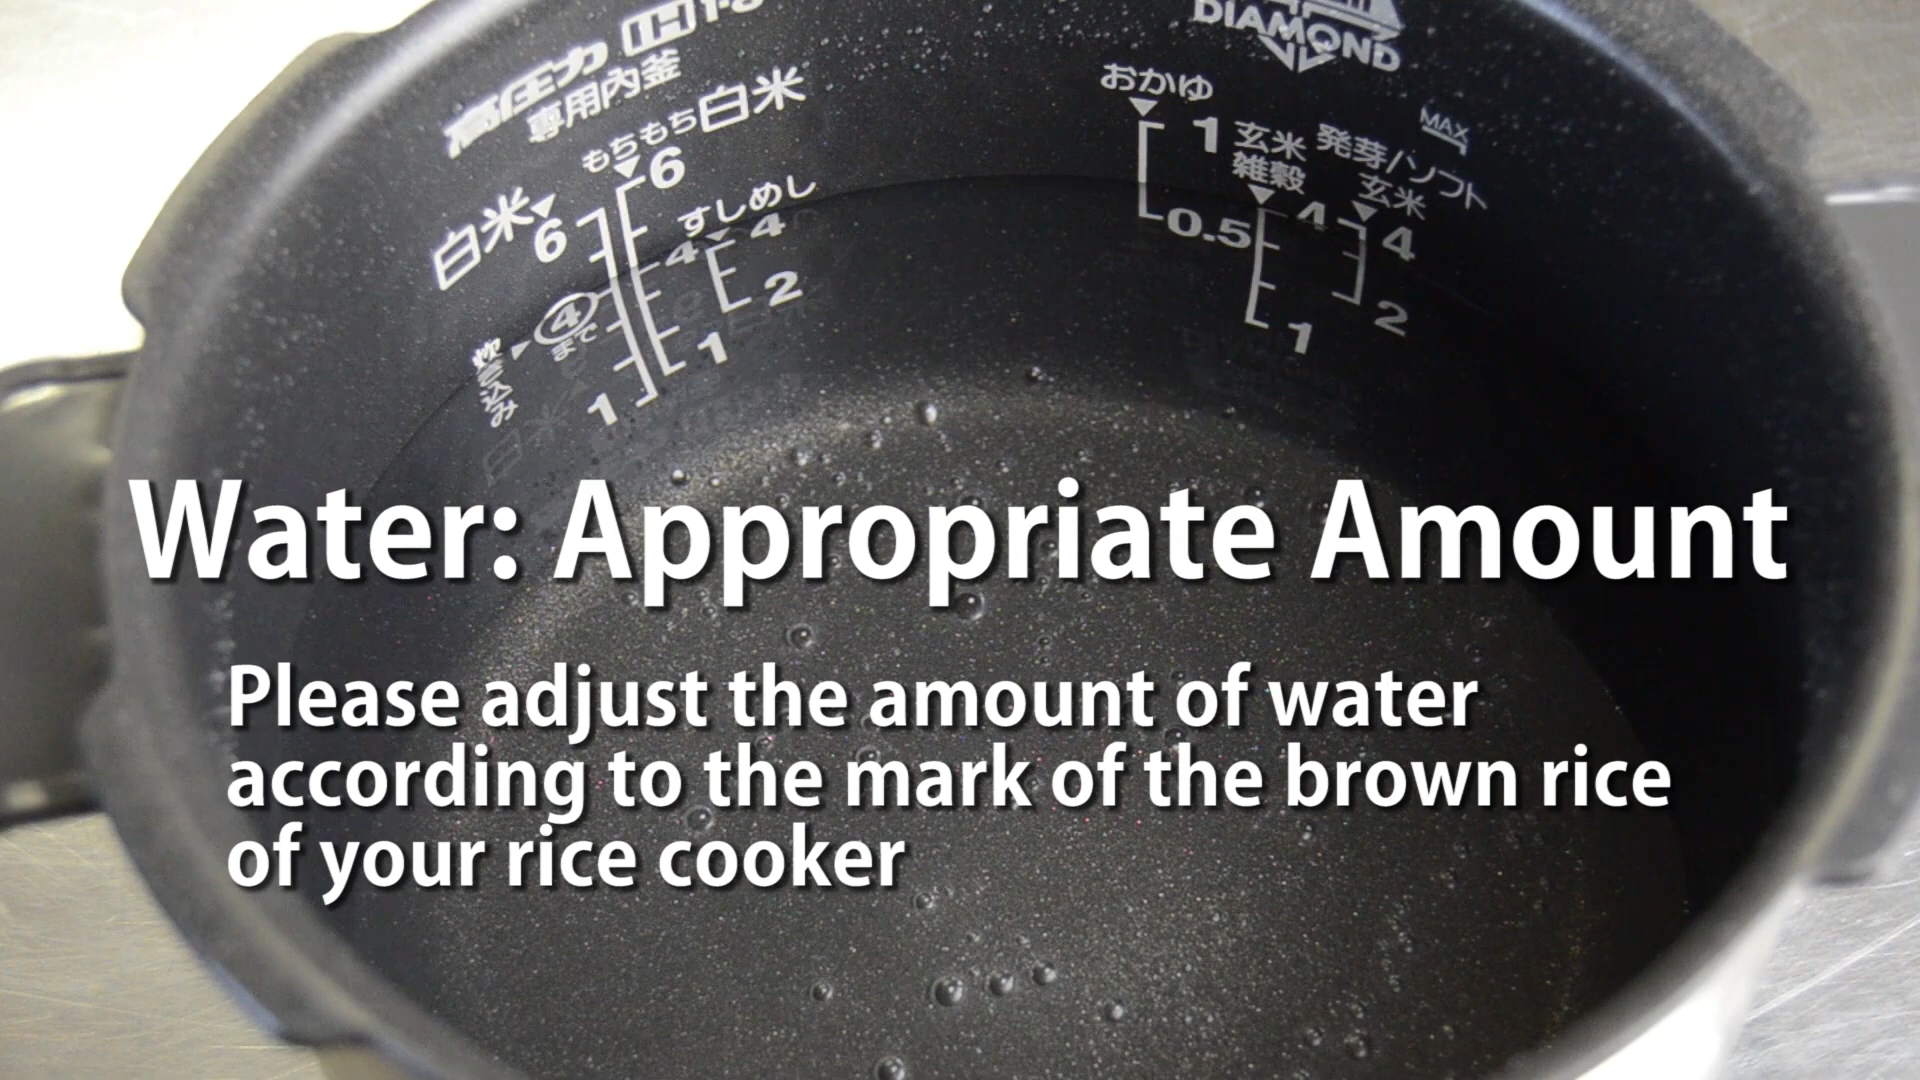 高圧力 IH
専用内釜
もちもち白米
6
白米
6
すしめし
4
4
2
炊き込み
④
まで
1
1
DIAMOND
おかゆ
1
0.5
玄米
雑穀
4
1
発芽/ソフト
玄米
4
2
MAX
Water: Appropriate Amount
Please adjust the amount of water
according to the mark of the brown rice
of your rice cooker